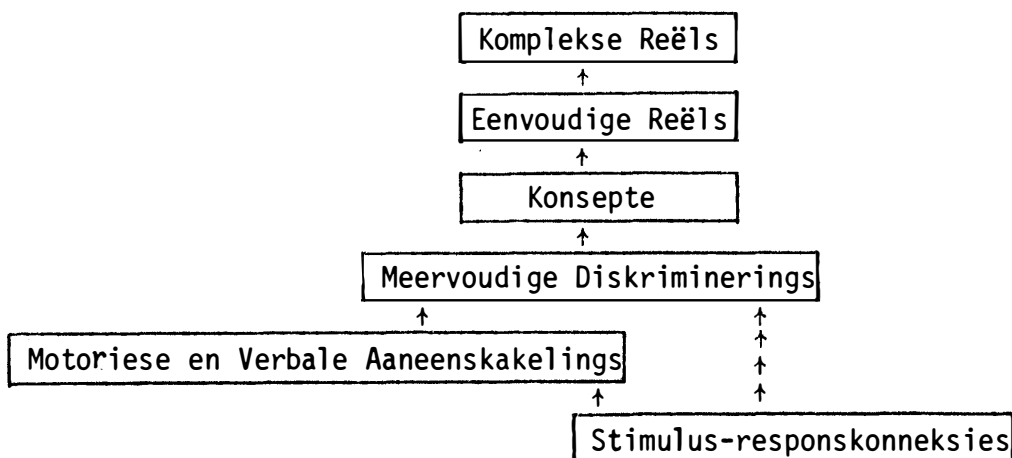 Komplekse Reëls
Eenvoudige Reëls
Konsepte
Meervoudige Diskriminerings
Motoriese en Verbale Aaneenskakelings
Stimulus-responskonneksies